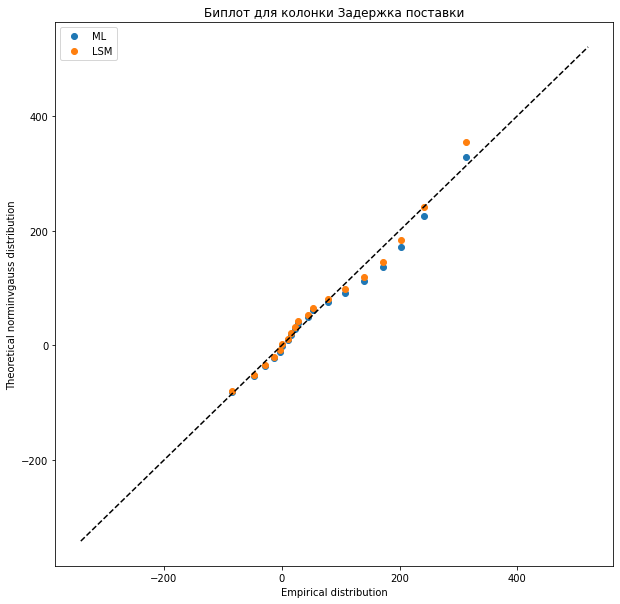 Биплот для колонки Задержка поставки
ML
LSM
Theoretical norminvgauss distribution
400
200
0
−200
−200
0
200
400
Empirical distribution